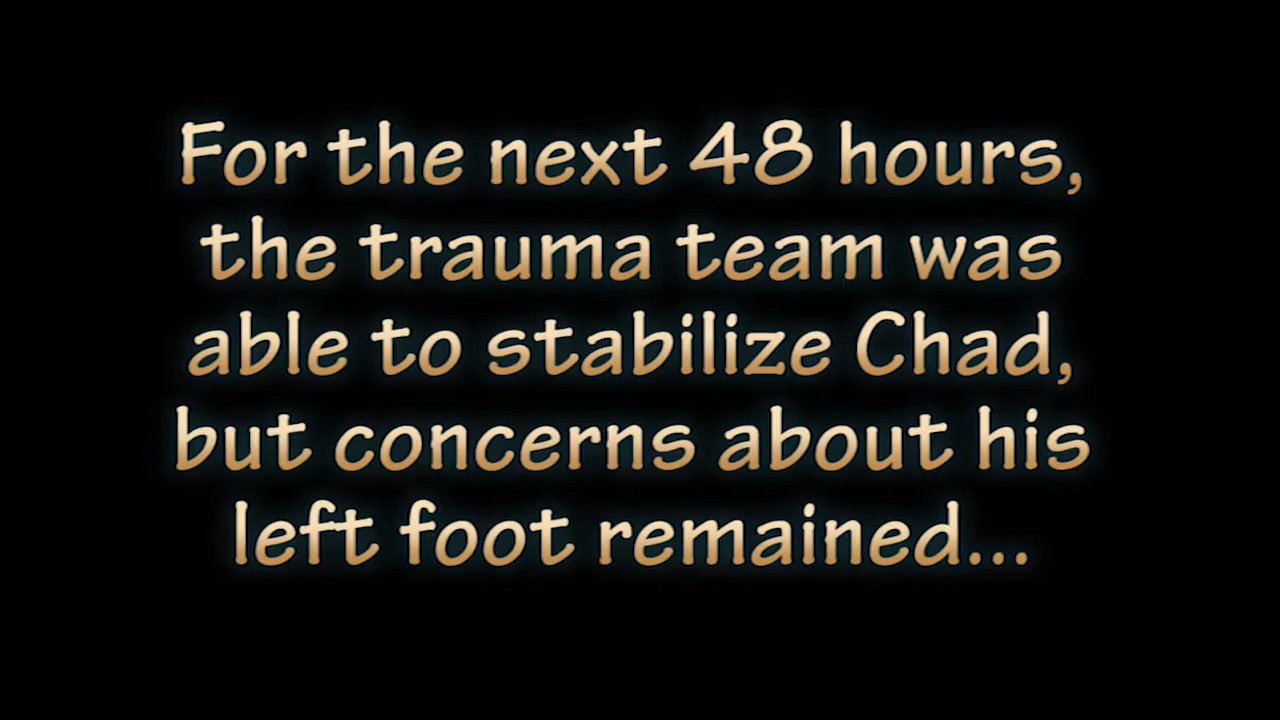 For the next 48 hours,
the trauma team was
able to stabilize Chad,
but concerns about his
left foot remained...